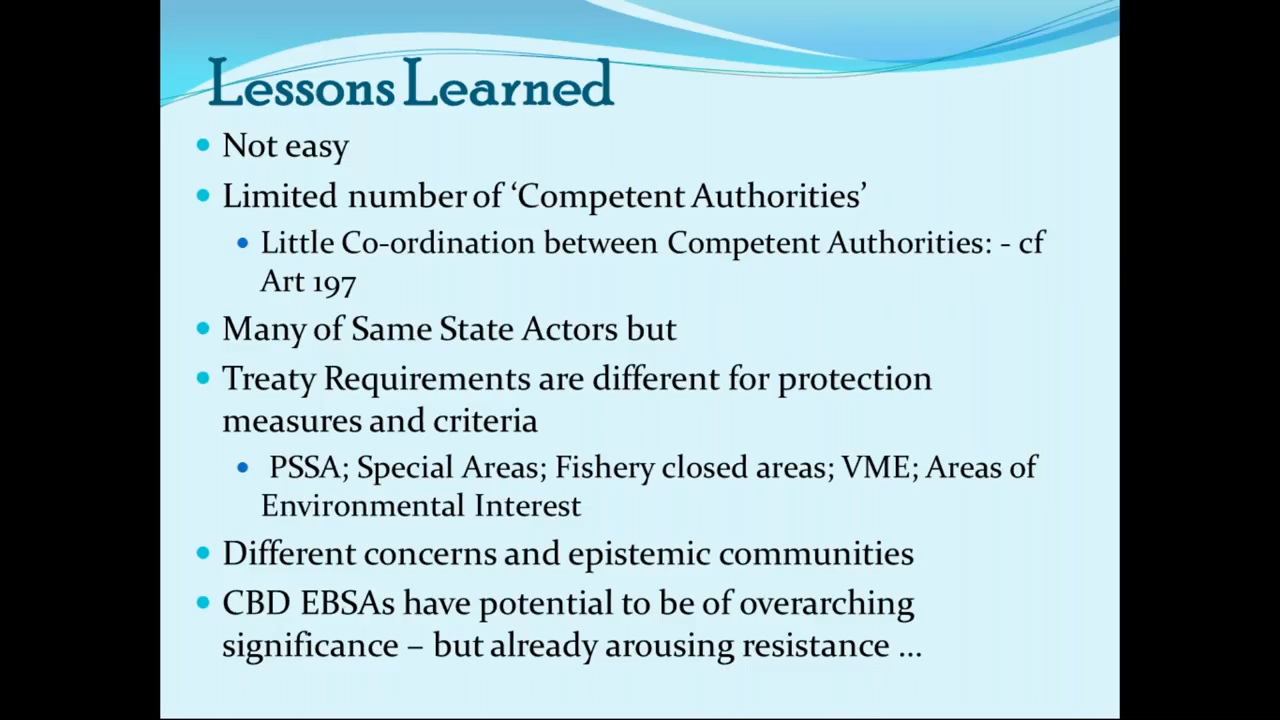 Lessons Learned
• Not easy
• Limited number of ‘Competent Authorities’
• Little Co-ordination between Competent Authorities: - cf
Art 197
• Many of Same State Actors but
• Treaty Requirements are different for protection
measures and criteria
• PSSA; Special Areas; Fishery closed areas; VME; Areas of
Environmental Interest
• Different concerns and epistemic communities
• CBD EBSAs have potential to be of overarching
significance – but already arousing resistance ...